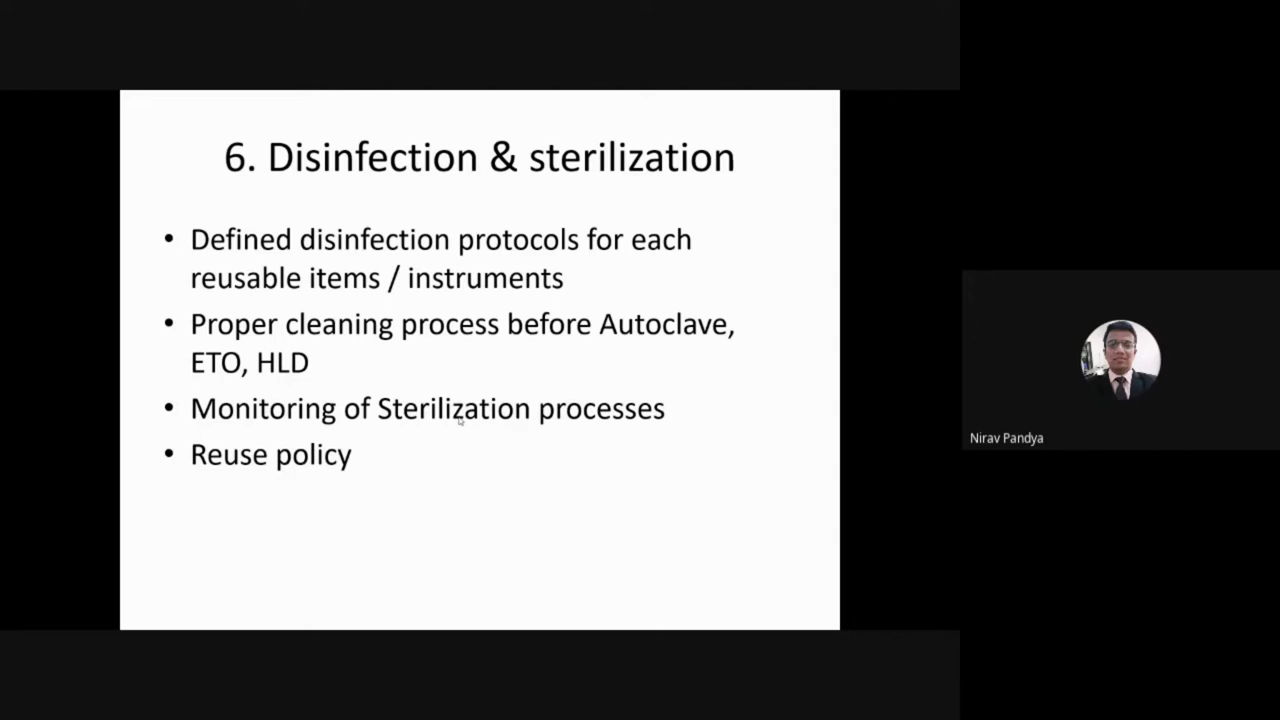 6. Disinfection & sterilization
• Defined disinfection protocols for each
reusable items / instruments
• Proper cleaning process before Autoclave,
ETO, HLD
• Monitoring of Sterilization processes
• Reuse policy
Nirav Pandya